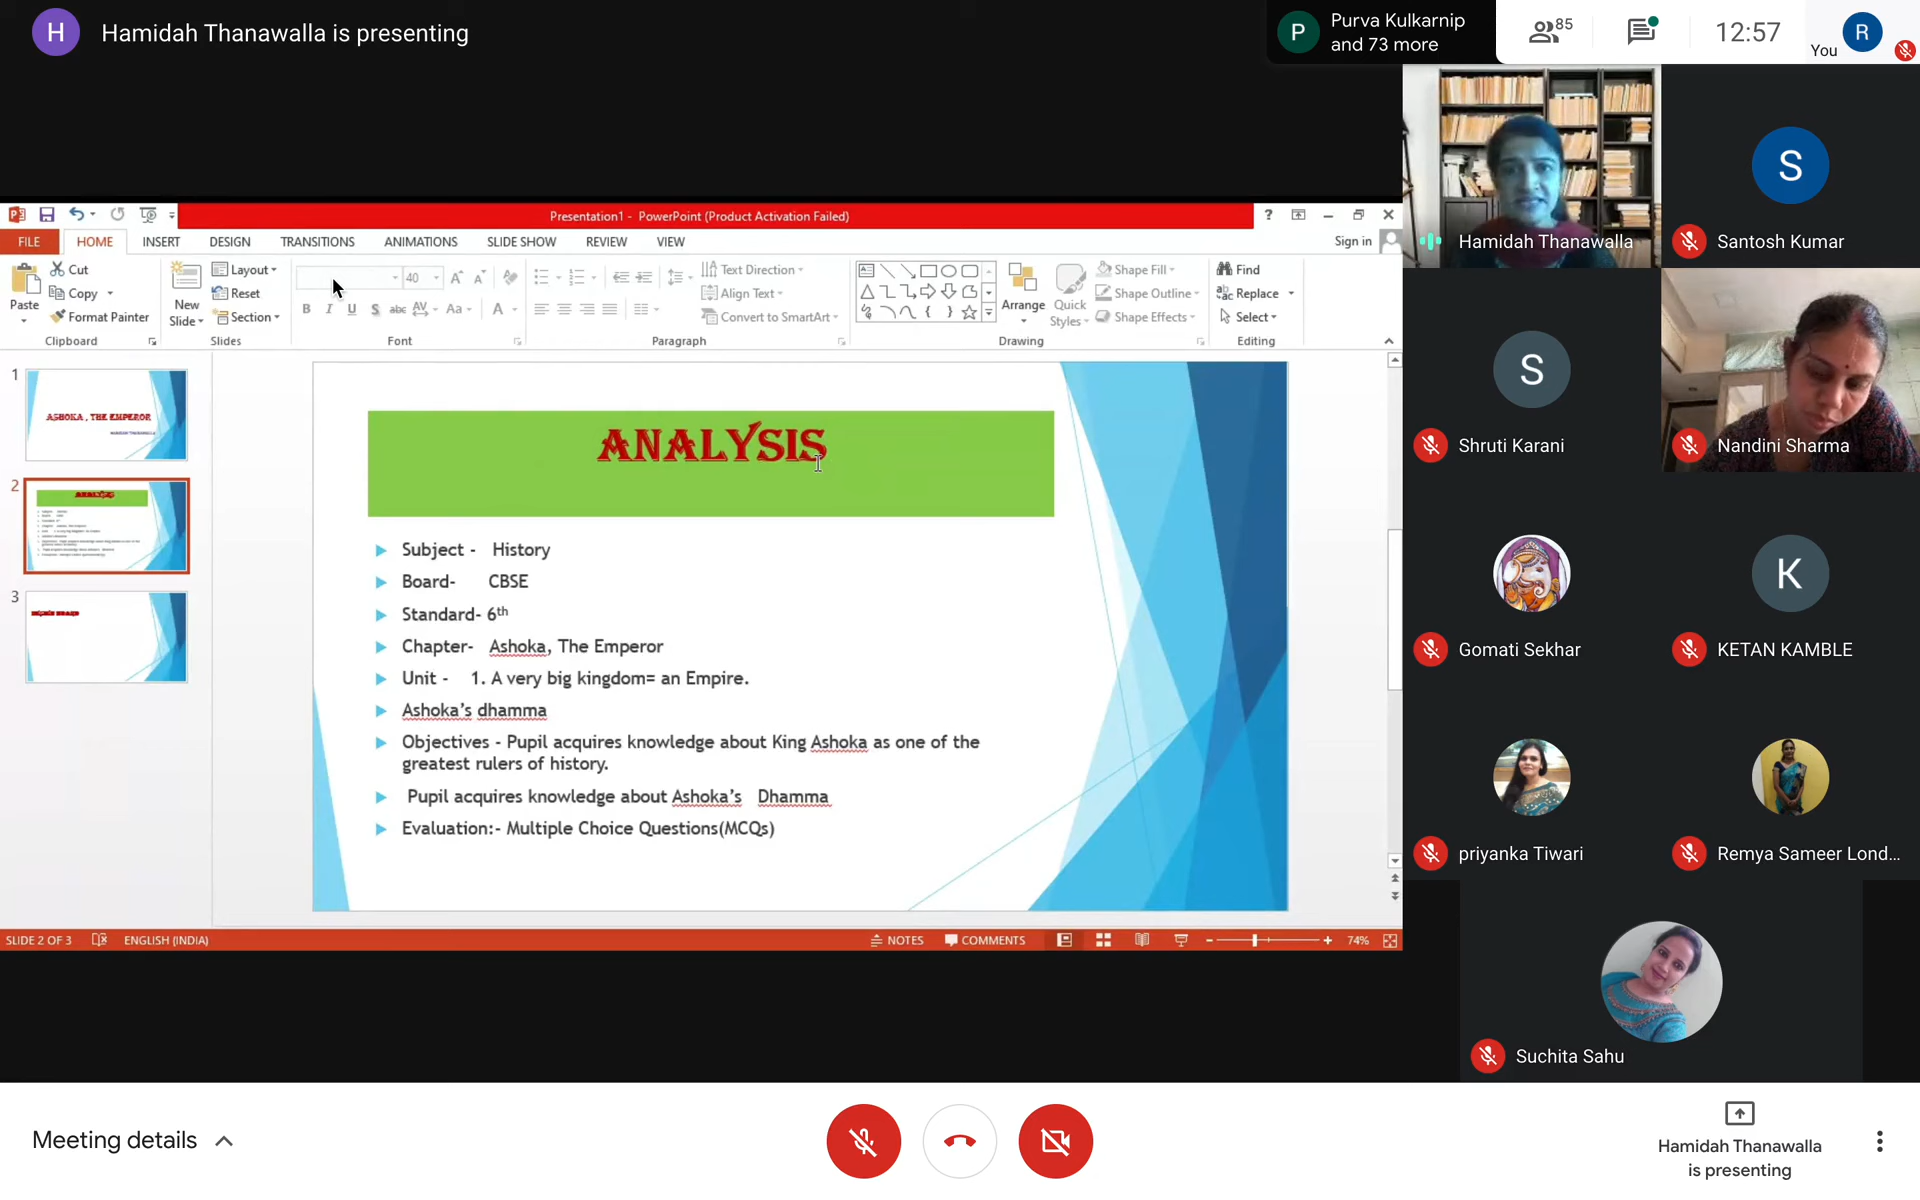 H
Hamidah Thanawalla is presenting
P
Purva Kulkarnip
and 73 more
85
12:57
You
R
Presentation1 - PowerPoint (Product Activation Failed)
?
FILE
HOME
INSERT
DESIGN
TRANSITIONS
ANIMATIONS
SLIDE SHOW
REVIEW
VIEW
Sign in
Paste
Cut
Copy
Format Painter
Clipboard
New
Slide
Layout
Reset
Section
Slides
40
B I U S abc AV Aa A
Font
Text Direction
Align Text
Convert to SmartArt
Paragraph
Arrange
Quick
Styles
Shape Fill
Shape Outline
Shape Effects
Drawing
Find
Replace
Select
Editing
1
ASHOKA , THE EMPEROR
2
ANALYSIS
3
ANALYSIS
Subject - History
Board- CBSE
Standard- 6th
Chapter- Ashoka, The Emperor
Unit - 1. A very big kingdom= an Empire.
Ashoka's dhamma
Objectives - Pupil acquires knowledge about King Ashoka as one of the
greatest rulers of history.
Pupil acquires knowledge about Ashoka's Dhamma
Evaluation:- Multiple Choice Questions(MCQs)
SLIDE 2 OF 3
ENGLISH (INDIA)
NOTES
COMMENTS
74%
Hamidah Thanawalla
S
Santosh Kumar
S
Shruti Karani
Nandini Sharma
Gomati Sekhar
K
KETAN KAMBLE
priyanka Tiwari
Remya Sameer Lond...
Suchita Sahu
Meeting details
Hamidah Thanawalla
is presenting